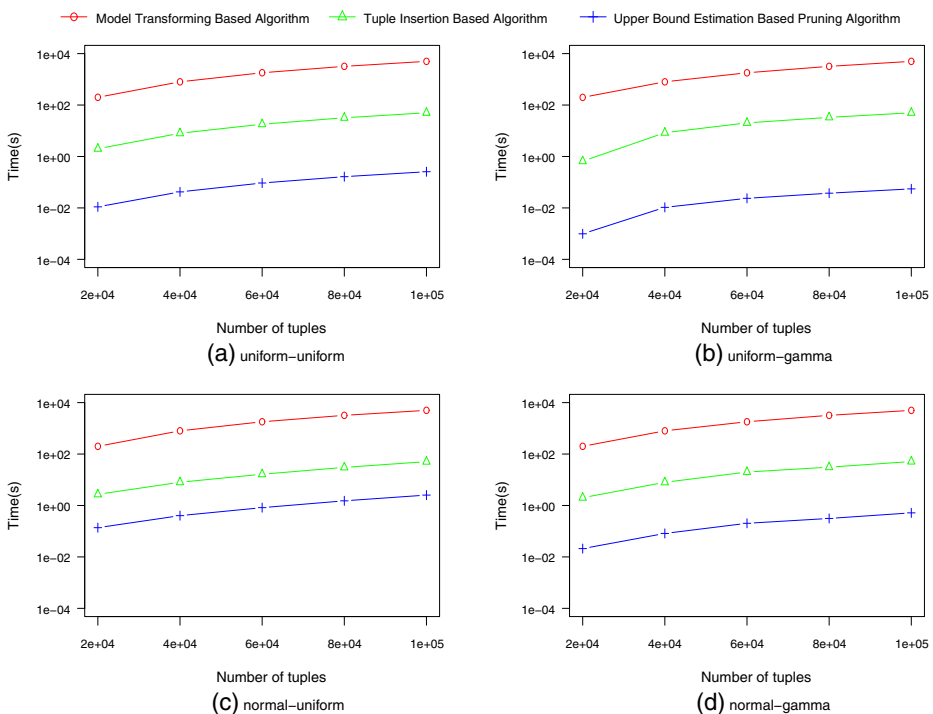 Model Transforming Based Algorithm Tuple Insertion Based Algorithm Upper Bound Estimation Based Pruning Algorithm
1e+04
1e+02
1e+00
1e−02
1e−04
Time(s)
2e+04 4e+04 6e+04 8e+04 1e+05
Number of tuples
(a) uniform−uniform
1e+04
1e+02
1e+00
1e−02
1e−04
Time(s)
2e+04 4e+04 6e+04 8e+04 1e+05
Number of tuples
(b) uniform−gamma
1e+04
1e+02
1e+00
1e−02
1e−04
Time(s)
2e+04 4e+04 6e+04 8e+04 1e+05
Number of tuples
(c) normal−uniform
1e+04
1e+02
1e+00
1e−02
1e−04
Time(s)
2e+04 4e+04 6e+04 8e+04 1e+05
Number of tuples
(d) normal−gamma